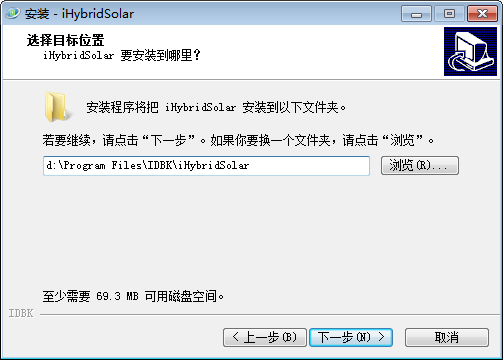 安装 - iHybridSolar
选择目标位置
iHybridSolar 要安装到哪里？
安装程序将把 iHybridSolar 安装到以下文件夹。
若要继续，请点击“下一步”。如果你要换一个文件夹，请点击“浏览”。
d:\Program Files\IDBK\iHybridSolar
浏览(R)...
至少需要 69.3 MB 可用磁盘空间。
IDBK
< 上一步(B)
下一步(N) >
取消